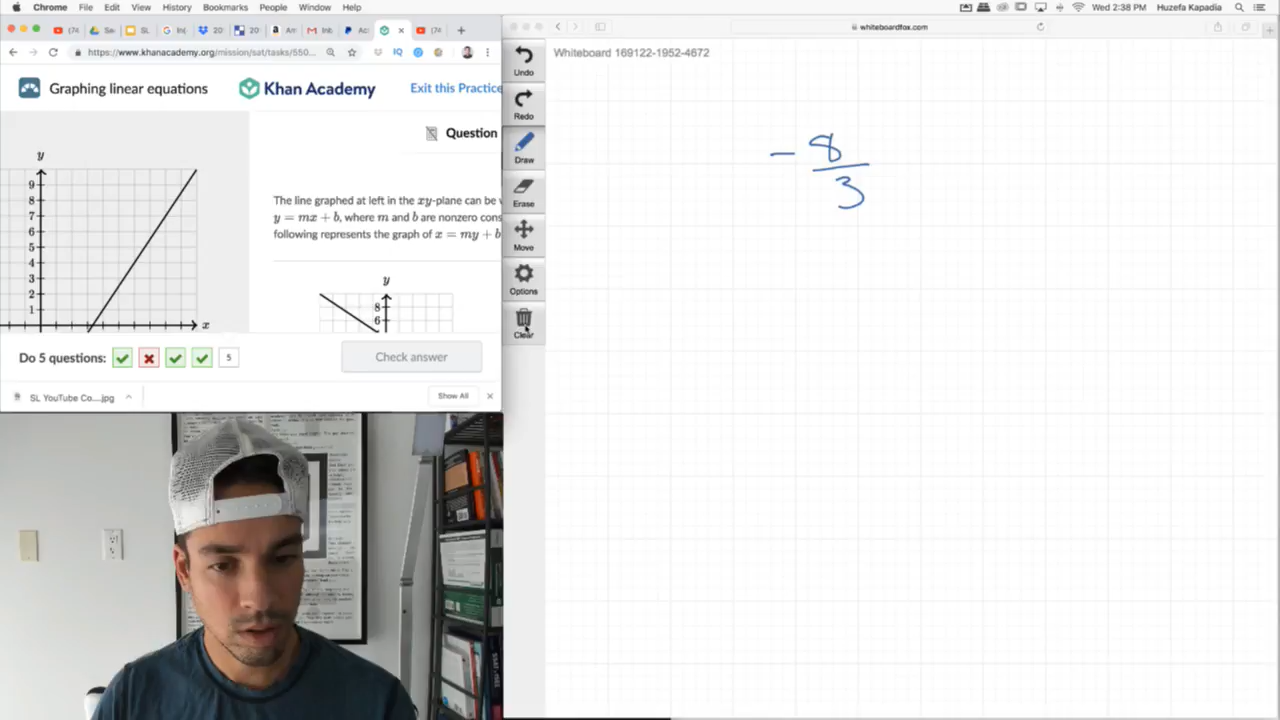 Chrome File Edit View History Bookmarks People Window Help
Wed 2:38 PM Huzefa Kapadia
https://www.khanacademy.org/mission/sat/tasks/550...
whiteboardfox.com
Graphing linear equations
Khan Academy
Exit this Practice
Question
y
9
8
7
6
5
4
3
2
1
x
The line graphed at left in the xy-plane can be
y = mx + b, where m and b are nonzero cons
following represents the graph of x = my + b
y
8
6
Do 5 questions:
5
Check answer
SL YouTube Co....jpg
Show All
Whiteboard 169122-1952-4672
Undo
Redo
Draw
Erase
Move
Options
Clear
- 8
3